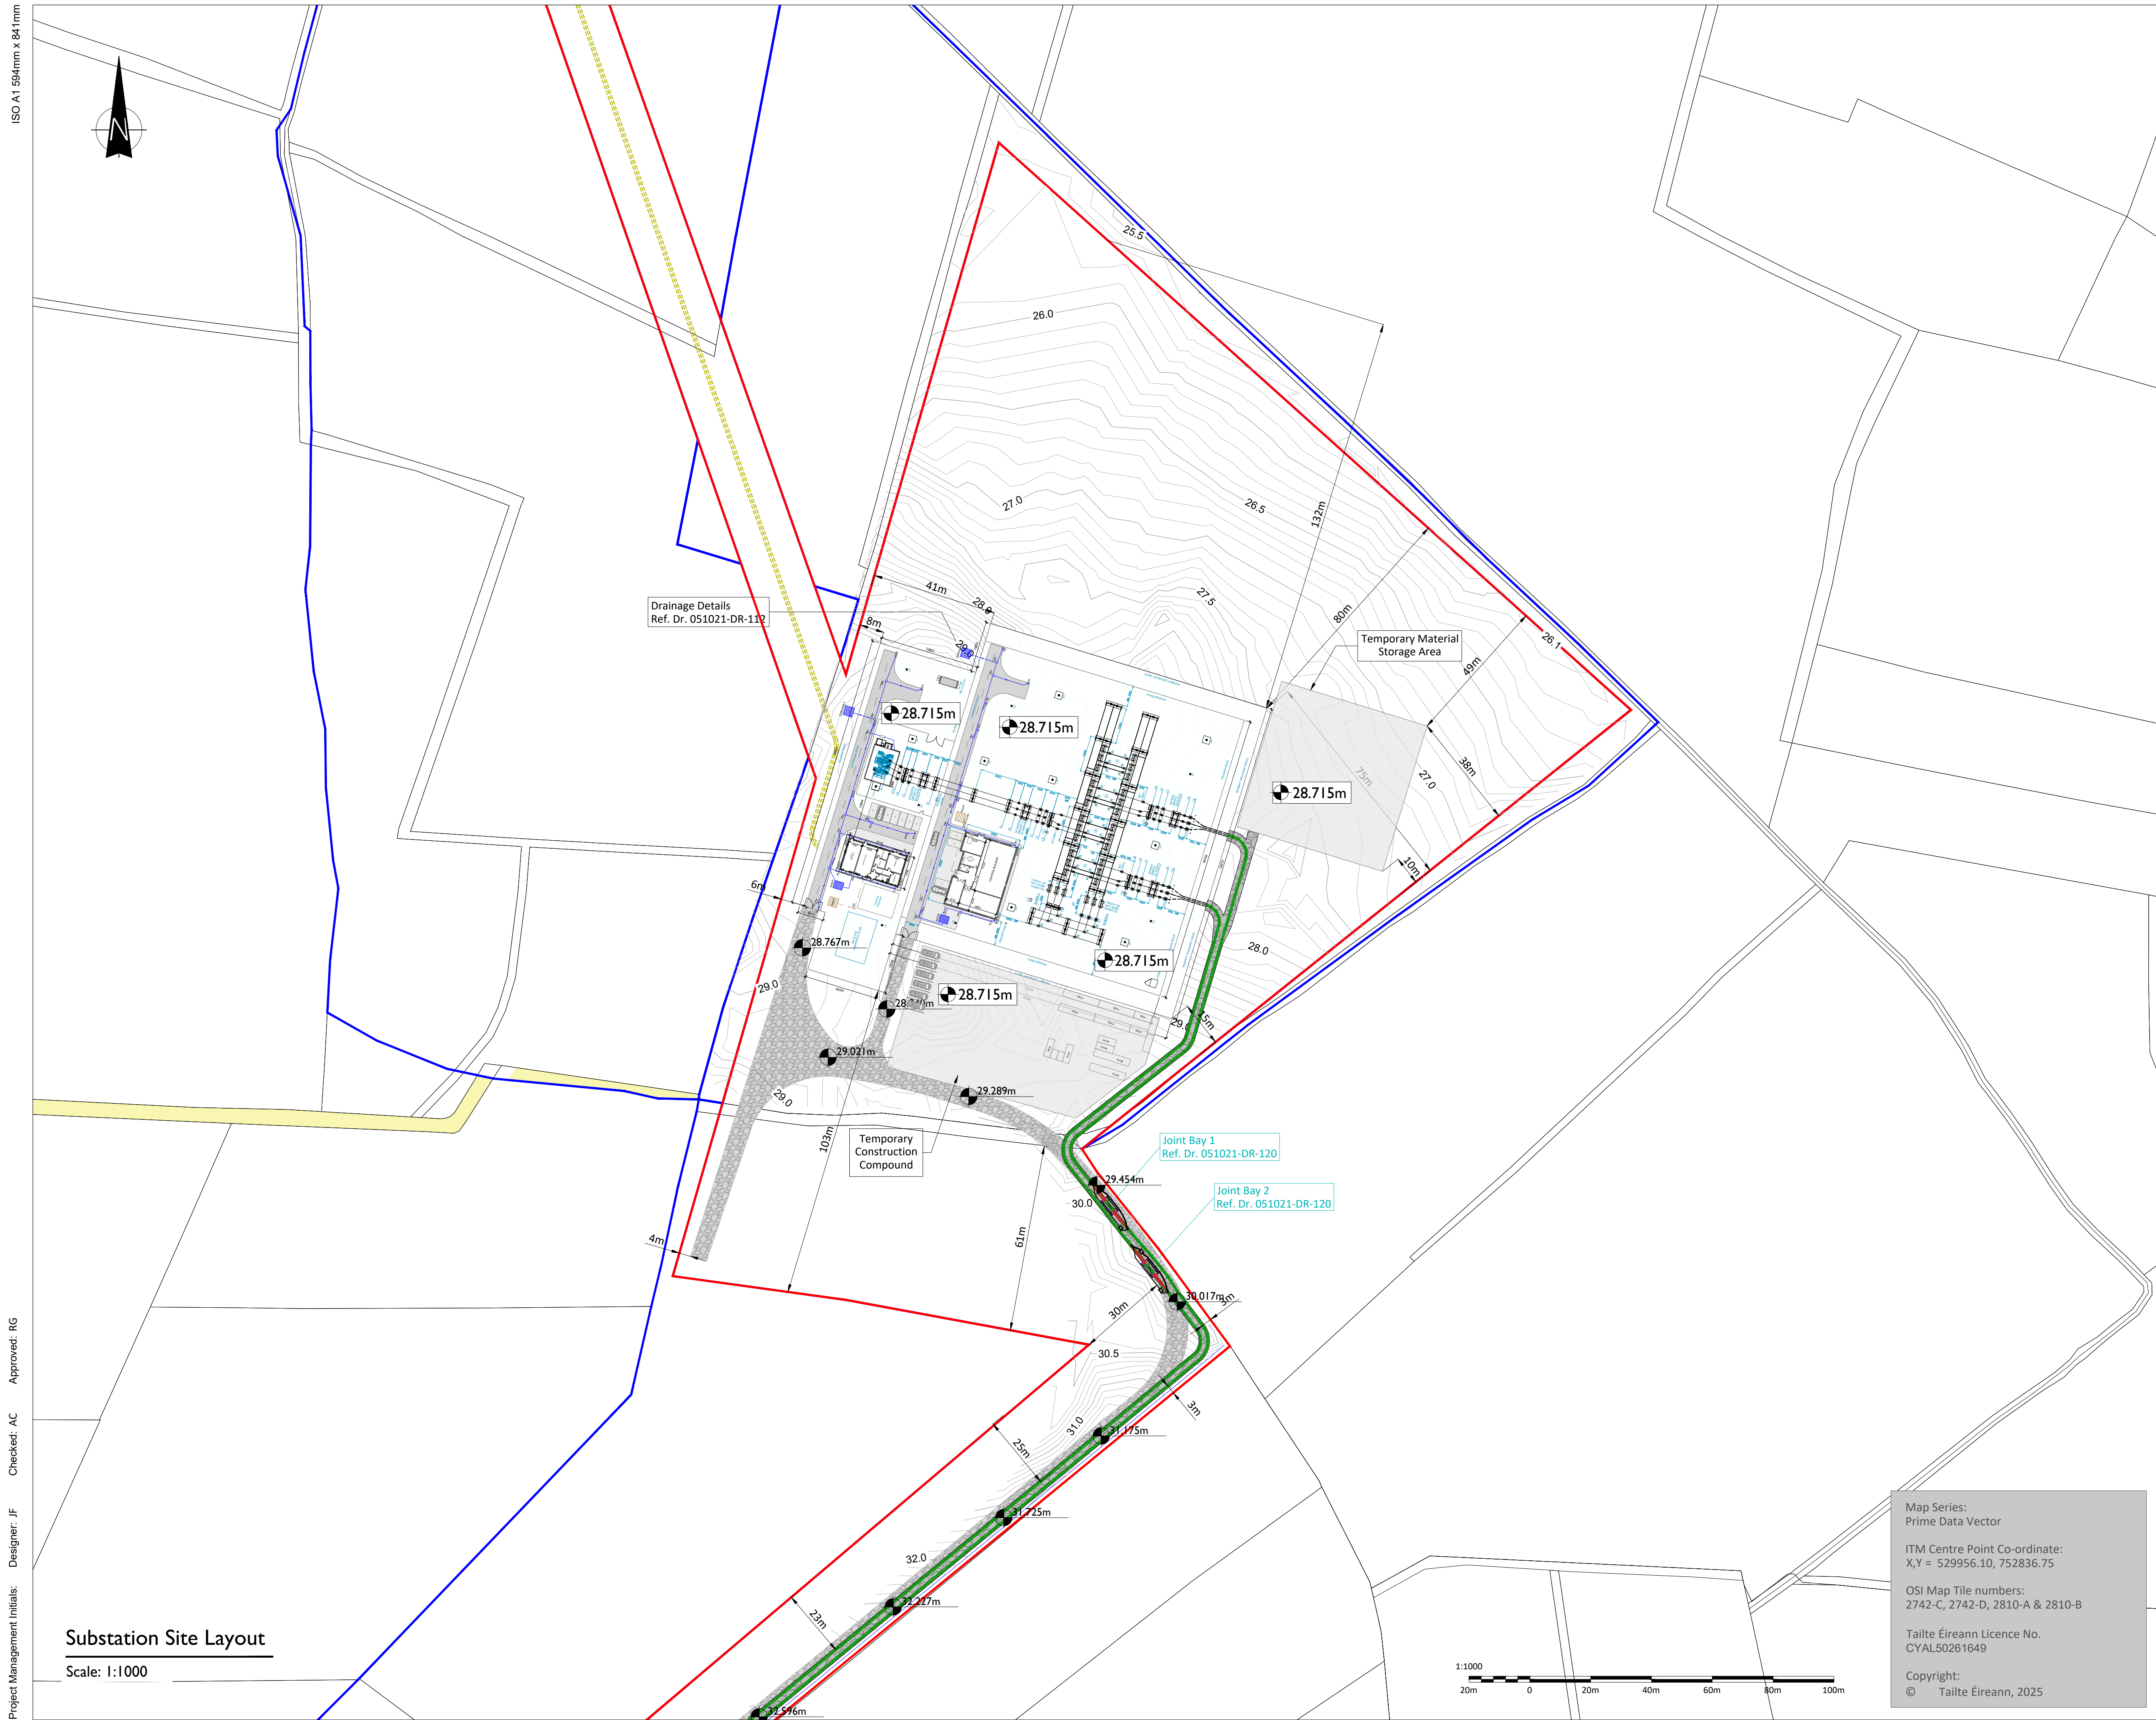 ISO A1 594mm x 841mm
N
25.5
26.0
27.0
26.5
132m
27.5
41m
28.0
8m
29.0
80m
26.1
49m
Drainage Details
Ref. Dr. 051021-DR-112
Temporary Material
Storage Area
28.715m
28.715m
28.715m
75m
27.0
38m
10m
6m
28.767m
28.0
28.715m
28.715m
29.0
15m
29.021m
29.289m
29.0
103m
Temporary
Construction
Compound
Joint Bay 1
Ref. Dr. 051021-DR-120
29.454m
Joint Bay 2
Ref. Dr. 051021-DR-120
30.0
61m
4m
30.017m
30m
30.5
3m
31.0
31.175m
25m
31.725m
32.0
32.227m
23m
32.596m
Substation Site Layout
Scale: 1:1000
Project Management Initials: Designer: JF Checked: AC Approved: RG
1:1000
20m 0 20m 40m 60m 80m 100m
Map Series:
Prime Data Vector
ITM Centre Point Co-ordinate:
X,Y = 529956.10, 752836.75
OSI Map Tile numbers:
2742-C, 2742-D, 2810-A & 2810-B
Tailte Éireann Licence No.
CYAL50261649
Copyright:
© Tailte Éireann, 2025